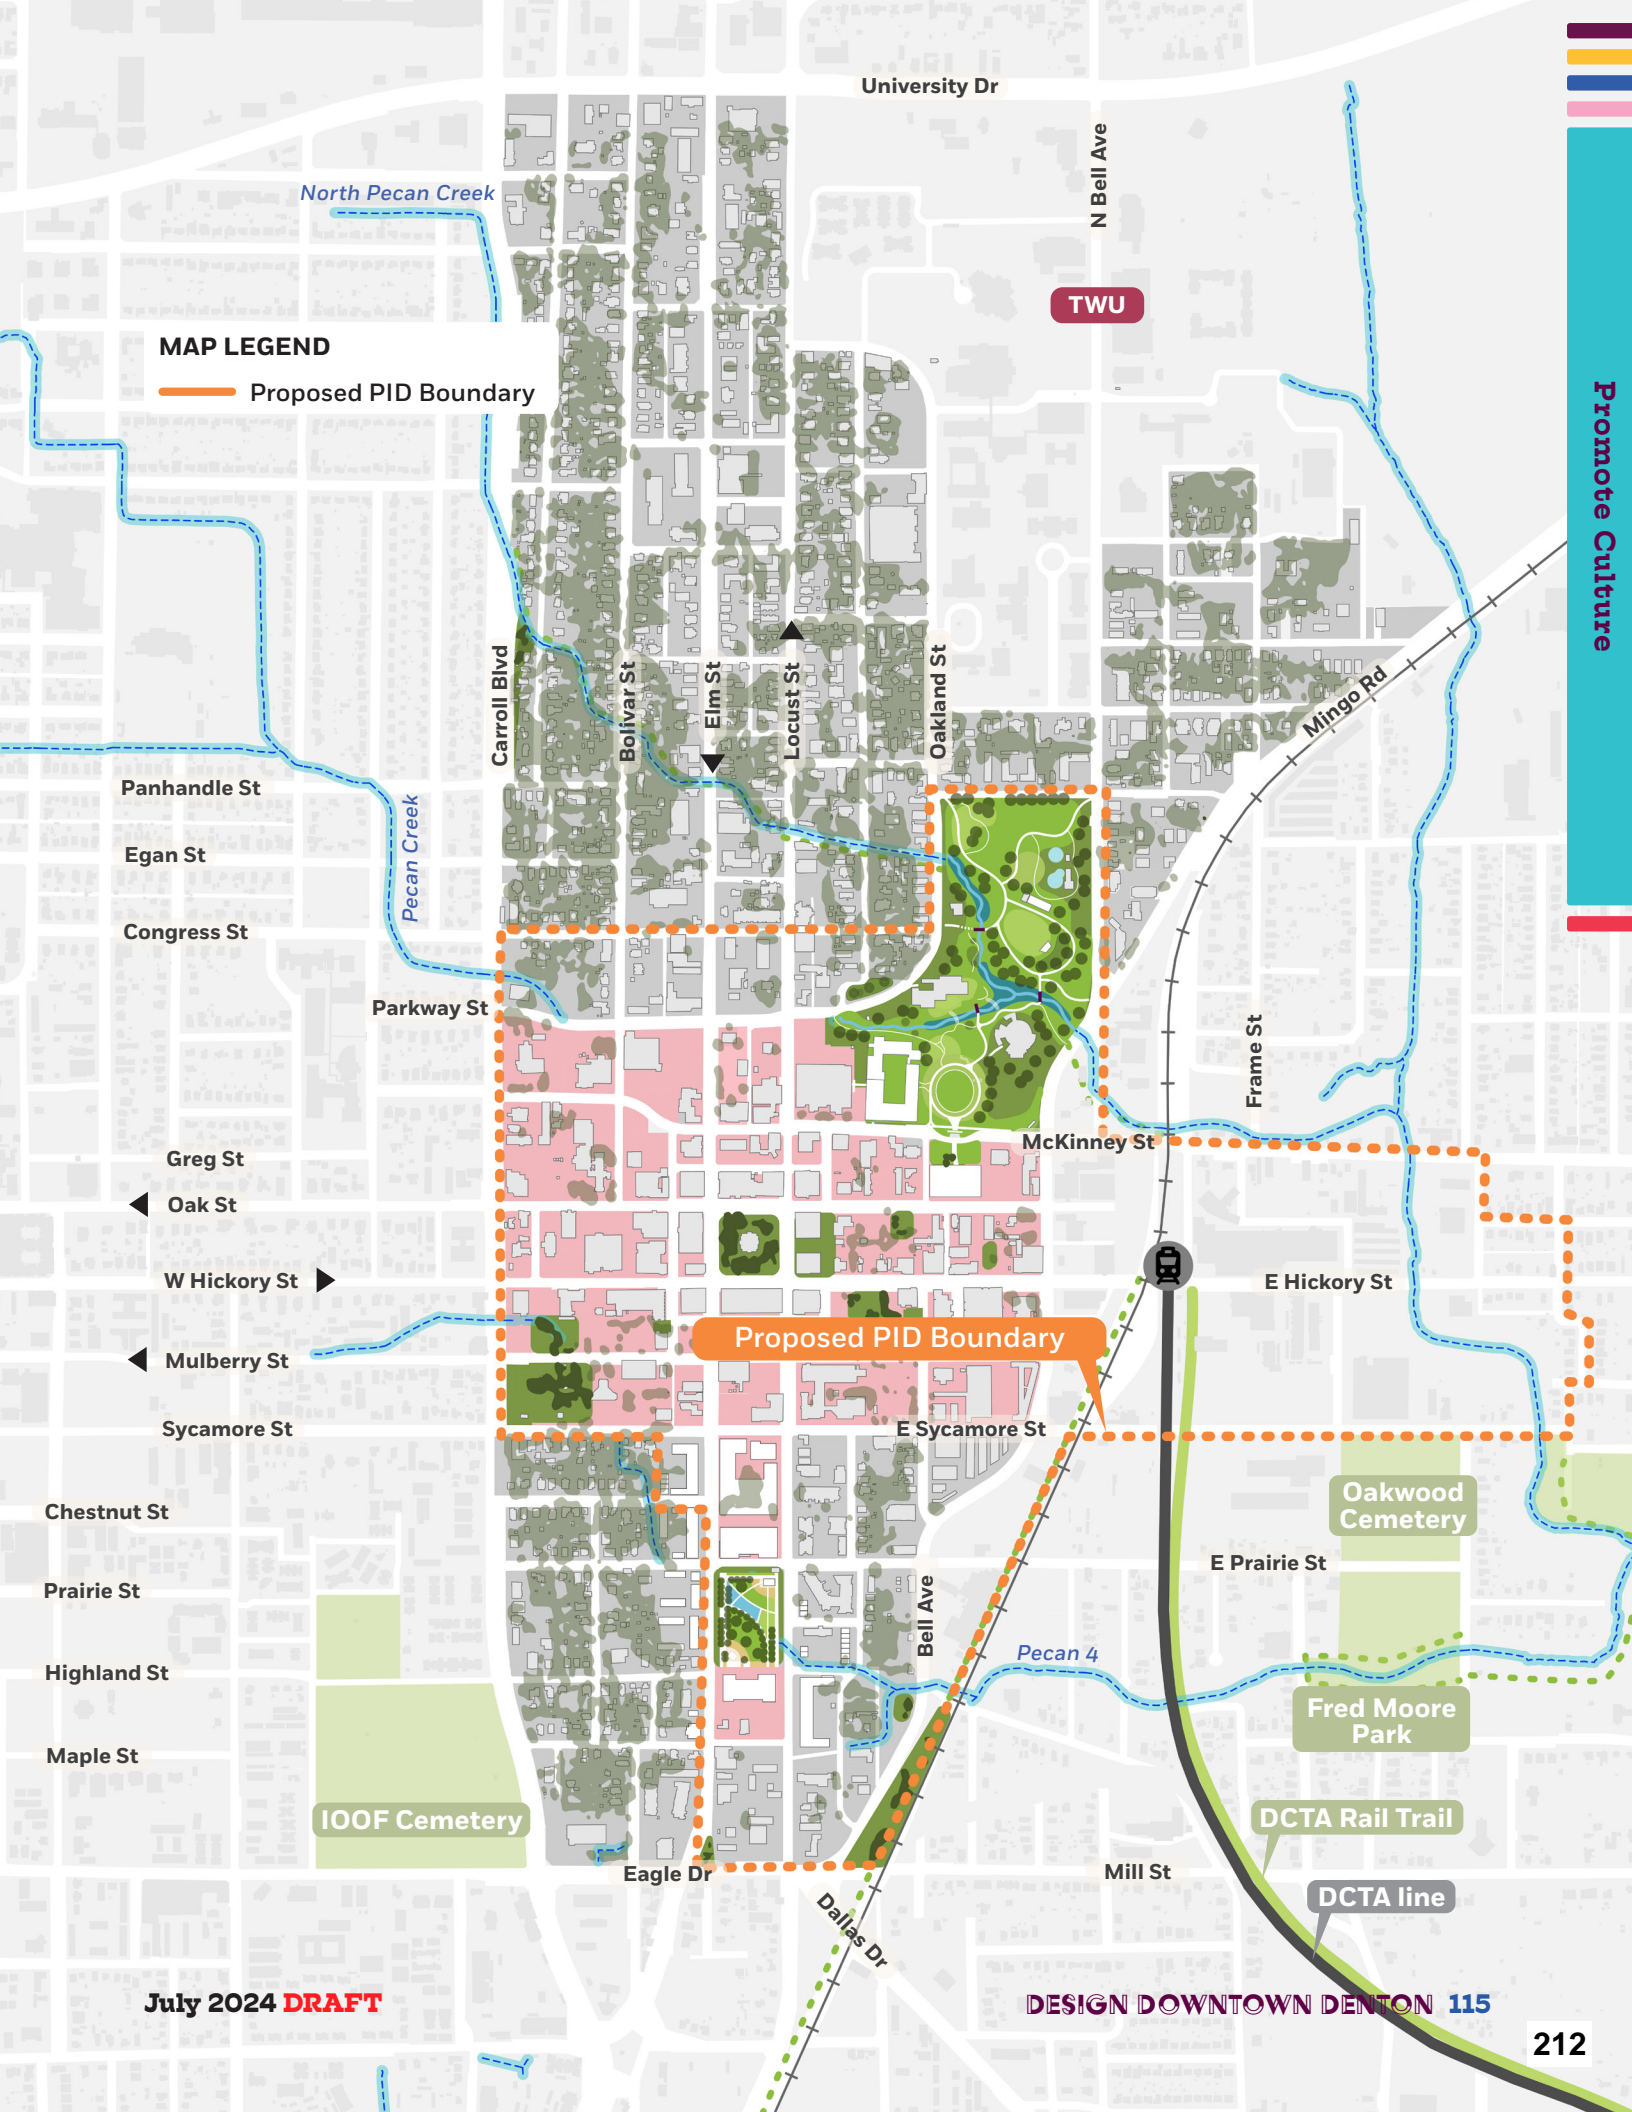 University Dr
N Bell Ave
North Pecan Creek
TWU
MAP LEGEND
Proposed PID Boundary
Promote Culture
Carroll Blvd
Bolivar St
Elm St
Locust St
Oakland St
Mingo Rd
Panhandle St
Pecan Creek
Egan St
Congress St
Parkway St
Frame St
McKinney St
Greg St
Oak St
W Hickory St
E Hickory St
Proposed PID Boundary
Mulberry St
Sycamore St
E Sycamore St
Oakwood
Cemetery
Chestnut St
E Prairie St
Prairie St
Bell Ave
Pecan 4
Highland St
Fred Moore
Park
Maple St
IOOF Cemetery
DCTA Rail Trail
Eagle Dr
Mill St
DCTA line
Dallas Dr
July 2024 DRAFT
DESIGN DOWNTOWN DENTON 115
212